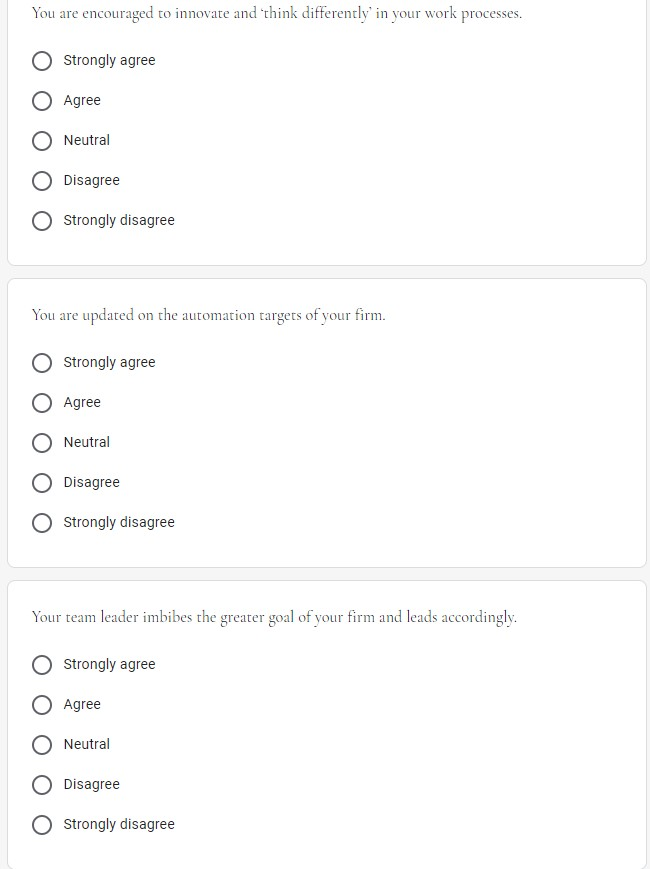 You are encouraged to innovate and ‘think differently’ in your work processes.
Strongly agree
Agree
Neutral
Disagree
Strongly disagree
You are updated on the automation targets of your firm.
Strongly agree
Agree
Neutral
Disagree
Strongly disagree
Your team leader imbibes the greater goal of your firm and leads accordingly.
Strongly agree
Agree
Neutral
Disagree
Strongly disagree